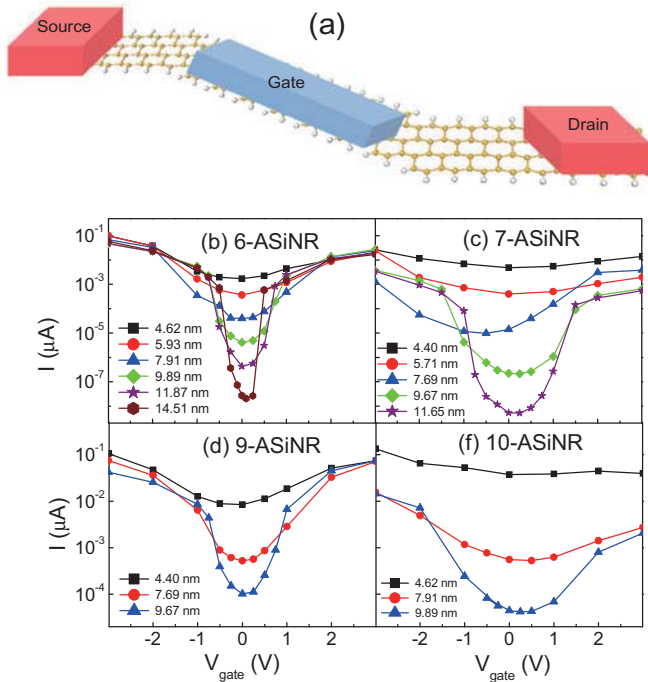 (a)
Source
Gate
Drain
(b) 6-ASiNR
(c) 7-ASiNR
10⁻¹
10⁻³
10⁻⁵
10⁻⁷
I (μA)
4.62 nm
5.93 nm
7.91 nm
9.89 nm
11.87 nm
14.51 nm
4.40 nm
5.71 nm
7.69 nm
9.67 nm
11.65 nm
(d) 9-ASiNR
(f) 10-ASiNR
10⁻¹
10⁻²
10⁻³
10⁻⁴
I (μA)
4.40 nm
7.69 nm
9.67 nm
4.62 nm
7.91 nm
9.89 nm
-2 -1 0 1 2
-2 -1 0 1 2
V_gate (V)
V_gate (V)